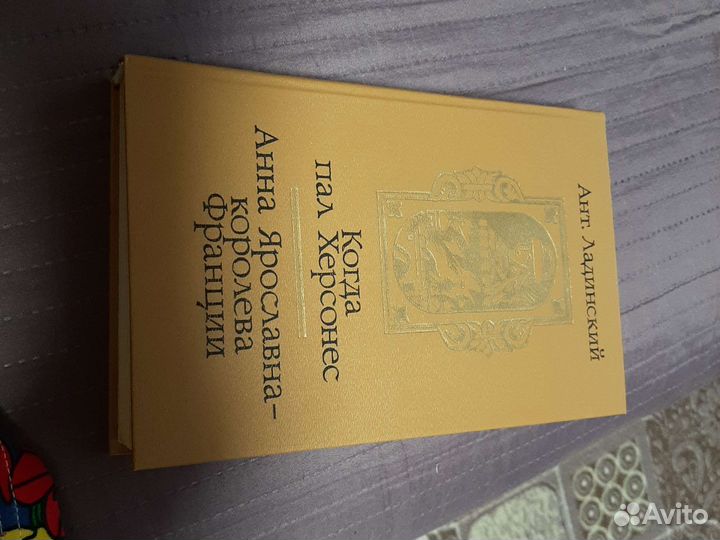 Ант. Ладинский
Когда
пал Херсонес
Анна Ярославна–
королева
Франции
Avito